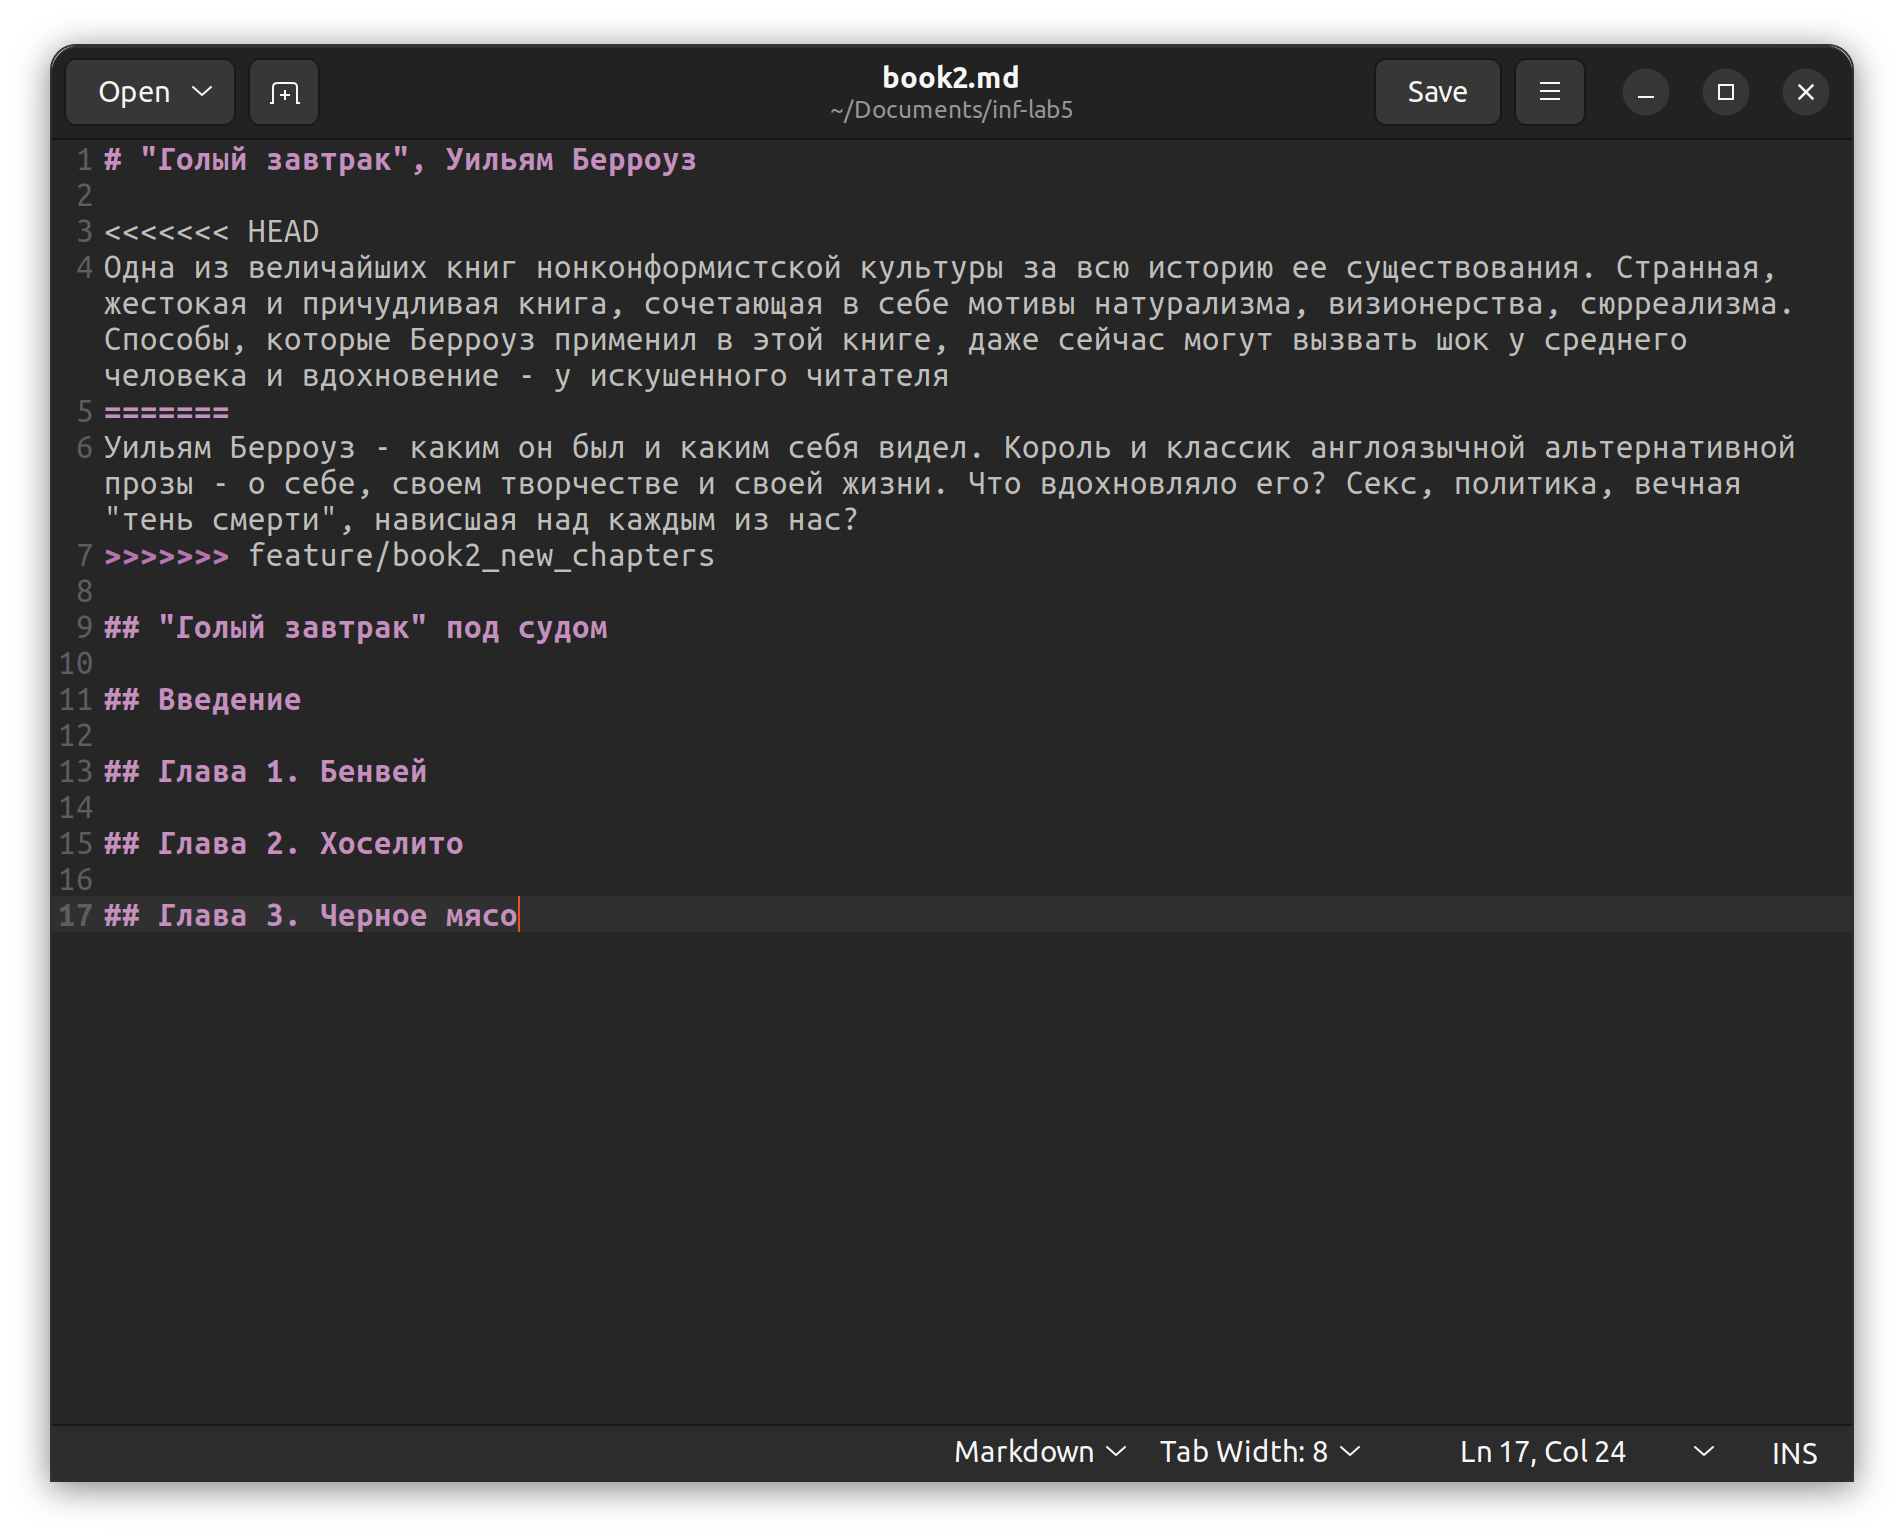 Open
book2.md
~/Documents/inf-lab5
Save
1 # "Голый завтрак", Уильям Берроуз
2
3 <<<<<<< HEAD
4 Одна из величайших книг нонконформистской культуры за всю историю ее существования. Странная,
жестокая и причудливая книга, сочетающая в себе мотивы натурализма, визионерства, сюрреализма.
Способы, которые Берроуз применил в этой книге, даже сейчас могут вызвать шок у среднего
человека и вдохновение - у искушенного читателя
5 =======
6 Уильям Берроуз - каким он был и каким себя видел. Король и классик англоязычной альтернативной
прозы - о себе, своем творчестве и своей жизни. Что вдохновляло его? Секс, политика, вечная
"тень смерти", нависшая над каждым из нас?
7 >>>>>>> feature/book2_new_chapters
8
9 ## "Голый завтрак" под судом
10
11 ## Введение
12
13 ## Глава 1. Бенвей
14
15 ## Глава 2. Хоселито
16
17 ## Глава 3. Черное мясо
Markdown Tab Width: 8 Ln 17, Col 24 INS